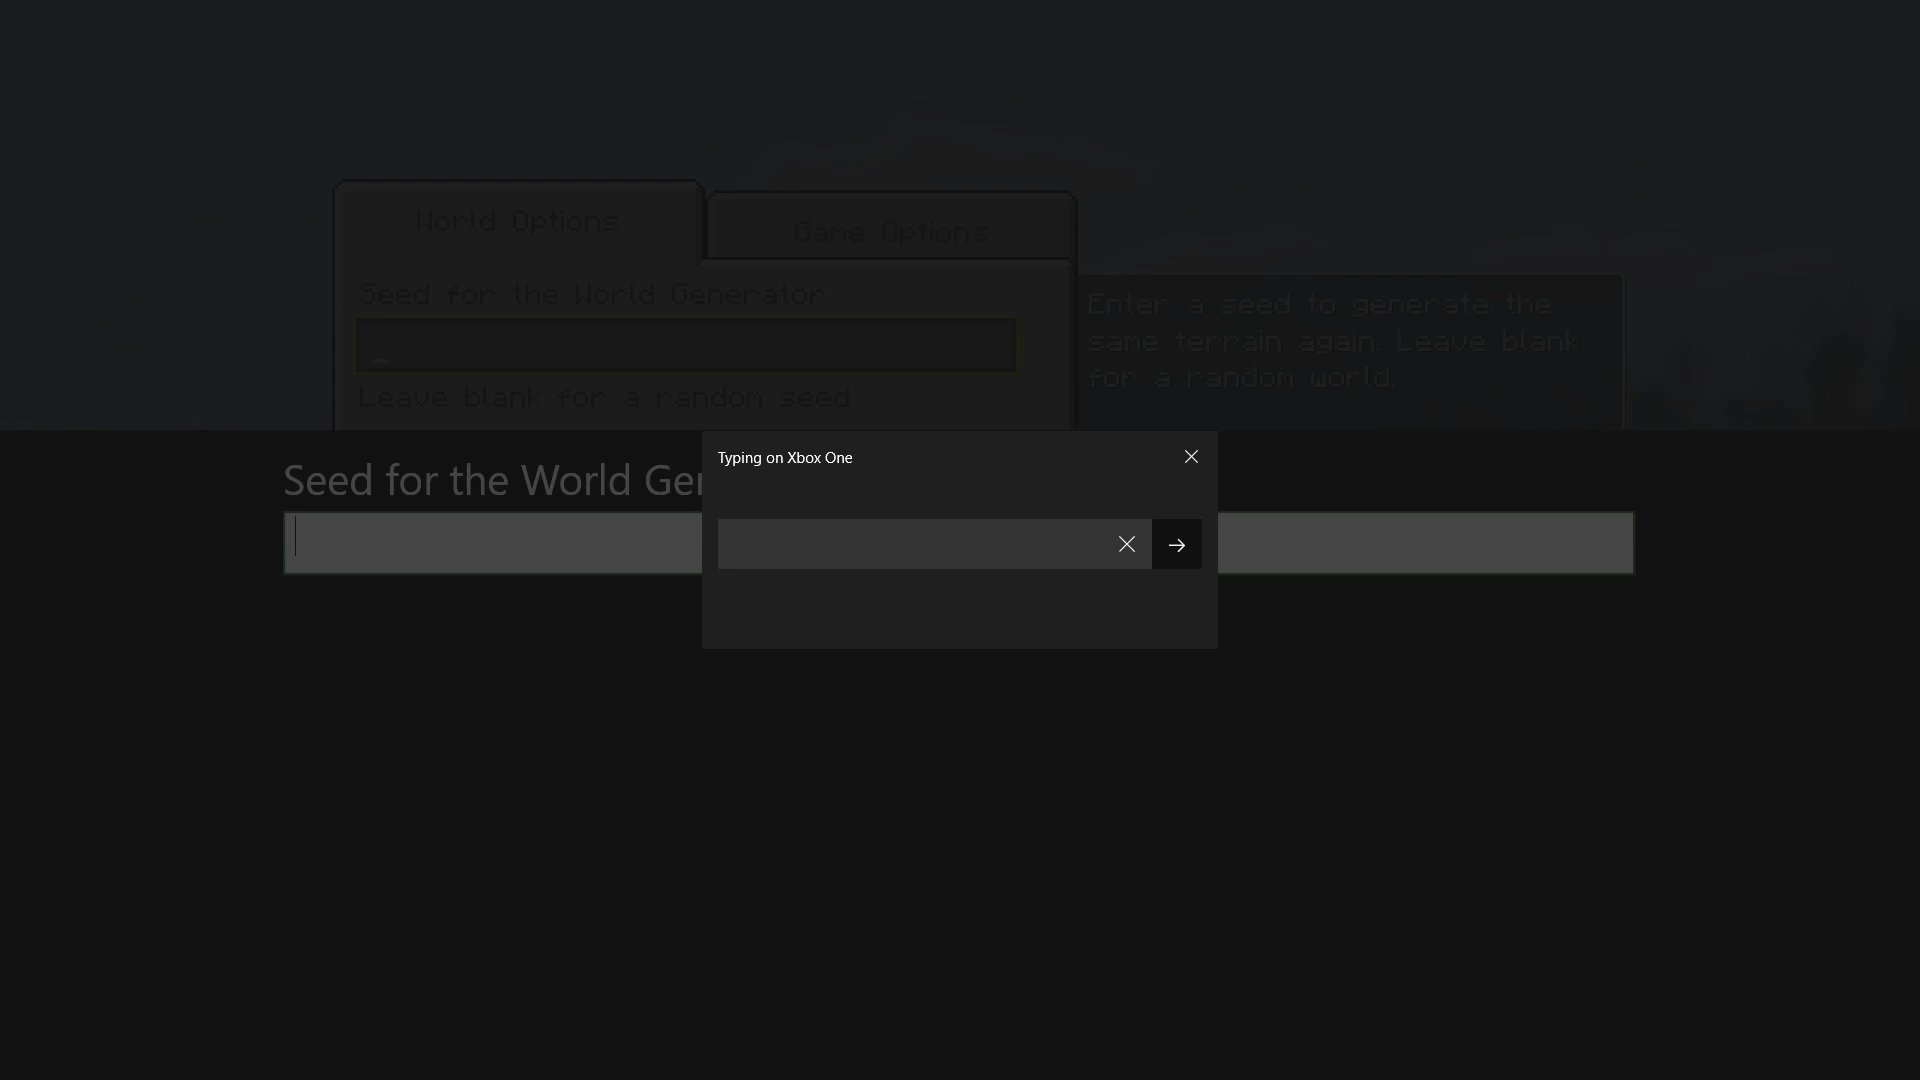 World Options
Game Options
Seed for the World Generator
Enter a seed to generate the
same terrain again. Leave blank
for a random world.
Leave blank for a random seed
Typing on Xbox One
Seed for the World Ge